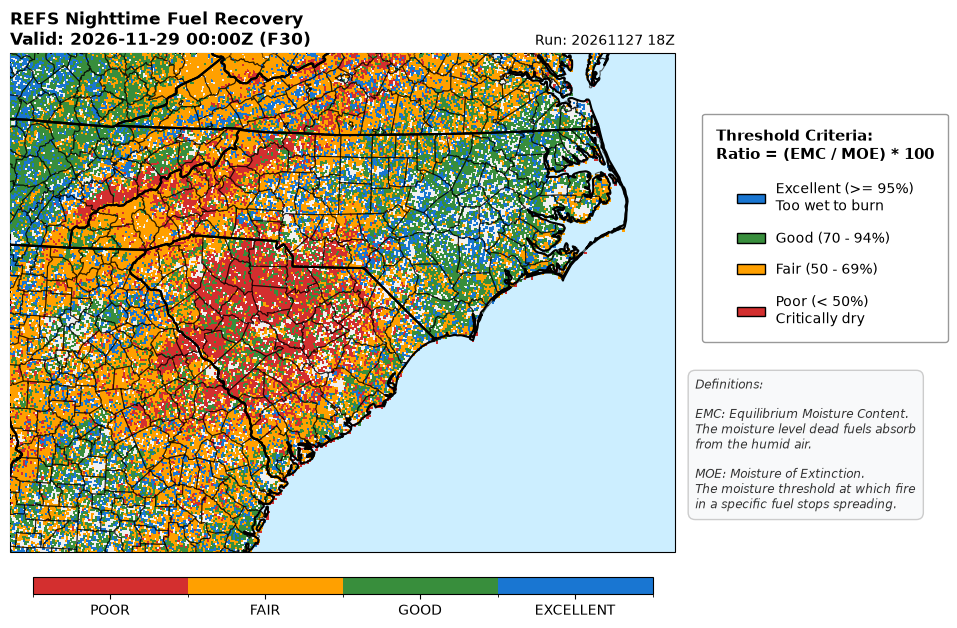 REFS Nighttime Fuel Recovery
Valid: 2026-11-29 00:00Z (F30)
Run: 20261127 18Z
Threshold Criteria:
Ratio = (EMC / MOE) * 100
Excellent (>= 95%)
Too wet to burn
Good (70 - 94%)
Fair (50 - 69%)
Poor (< 50%)
Critically dry
Definitions:
EMC: Equilibrium Moisture Content.
The moisture level dead fuels absorb
from the humid air.
MOE: Moisture of Extinction.
The moisture threshold at which fire
in a specific fuel stops spreading.
POOR
FAIR
GOOD
EXCELLENT